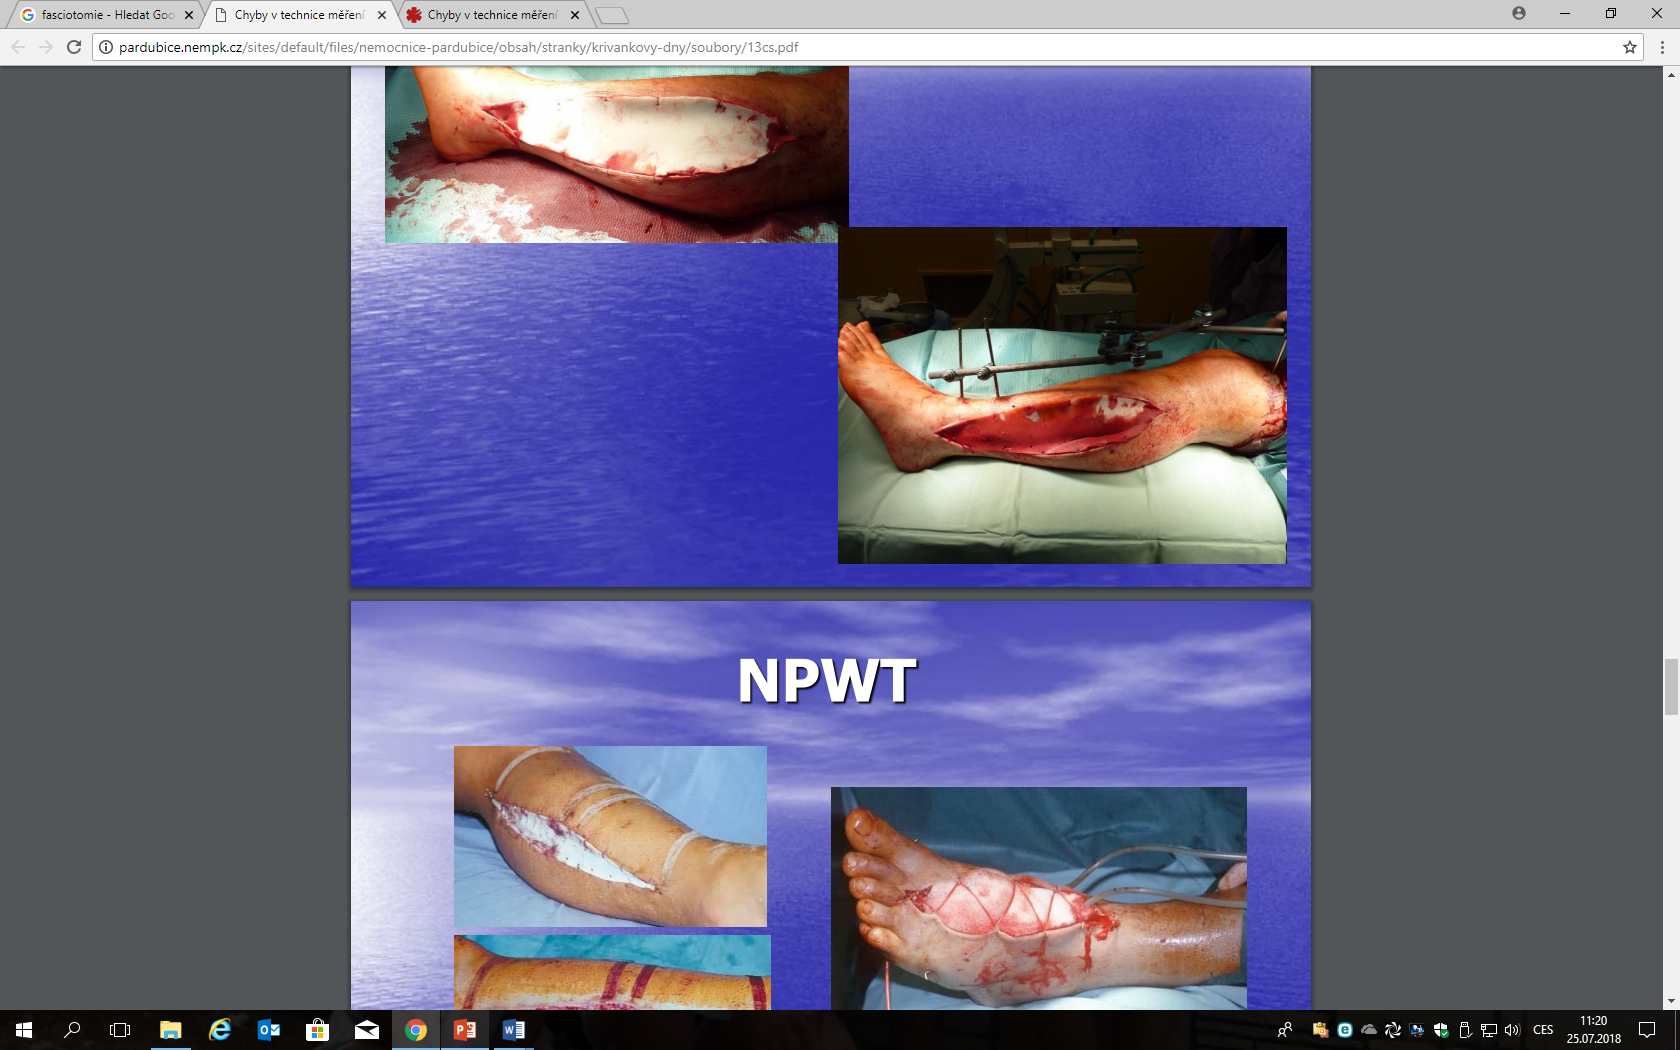 fasciotomie - Hledat Goo
Chyby v technice měření
Chyby v technice měření
pardubice.nempk.cz/sites/default/files/nemocnice-pardubice/obsah/stranky/krivankovy-dny/soubory/13cs.pdf
NPWT
CES
11:20
25.07.2018